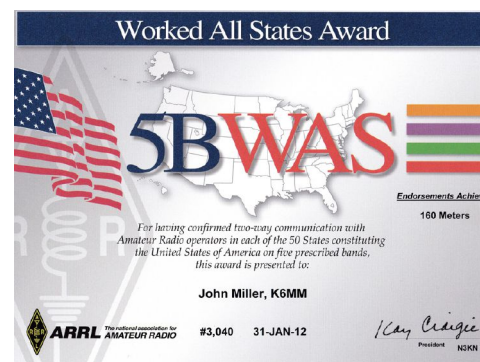 Worked All States Award
5BWAS
Endorsements Achie
160 Meters
For having confirmed two-way communication with
Amateur Radio operators in each of the 50 States constituting
the United States of America on five prescribed bands,
this award is presented to:
John Miller, K6MM
ARRL The national association for
AMATEUR RADIO
#3,040 31-JAN-12
Kay Craigie
President N3KN